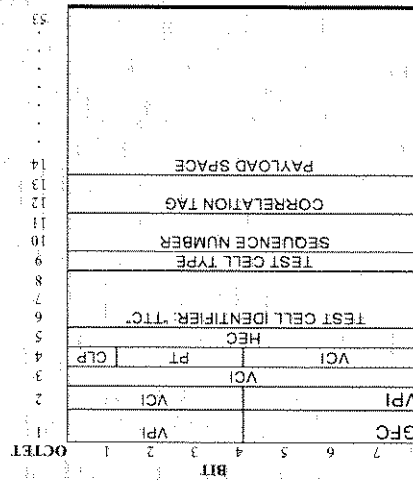 BIT
7 6 5 4 3 2 1 OCTET
GFC VPI 1
VPI VCI 2
VCI 3
VCI PT CLP 4
HEC 5
TEST CELL IDENTIFIER: "TTC" 6
7
8
TEST CELL TYPE 9
SEQUENCE NUMBER 10
11
CORRELATION TAG 12
13
PAYLOAD SPACE 14
.
.
.
.
53